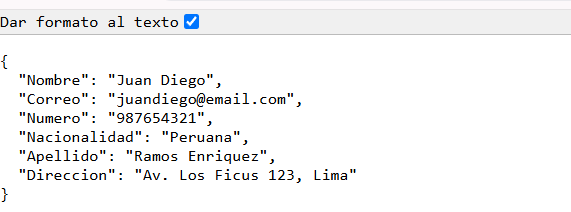 Dar formato al texto
{
  "Nombre": "Juan Diego",
  "Correo": "juandiego@email.com",
  "Numero": "987654321",
  "Nacionalidad": "Peruana",
  "Apellido": "Ramos Enriquez",
  "Direccion": "Av. Los Ficus 123, Lima"
}